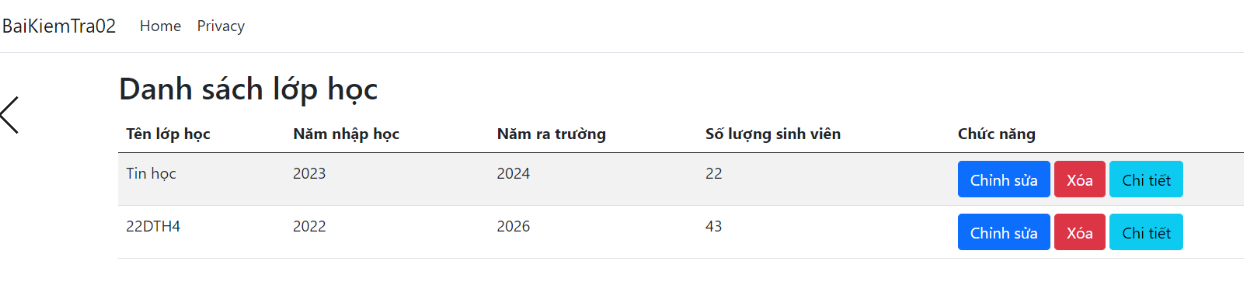 BaiKiemTra02 Home Privacy
Danh sách lớp học
Tên lớp học Năm nhập học Năm ra trường Số lượng sinh viên Chức năng
Tin học 2023 2024 22 Chỉnh sửa Xóa Chi tiết
22DTH4 2022 2026 43 Chỉnh sửa Xóa Chi tiết